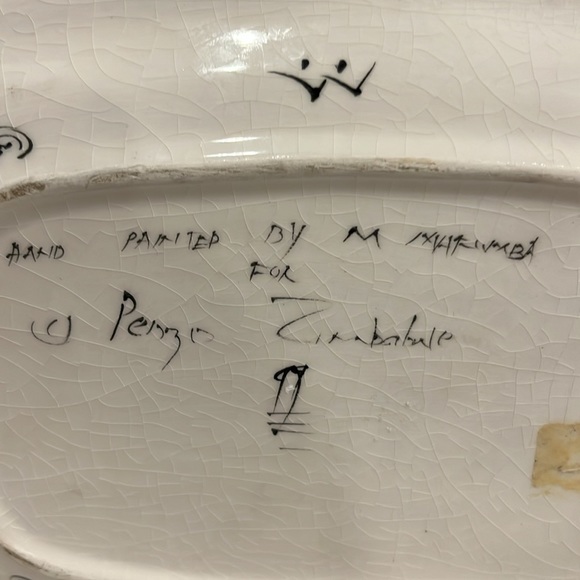 HAND PAINTED BY M
FOR
© Penzo Zimbabwe